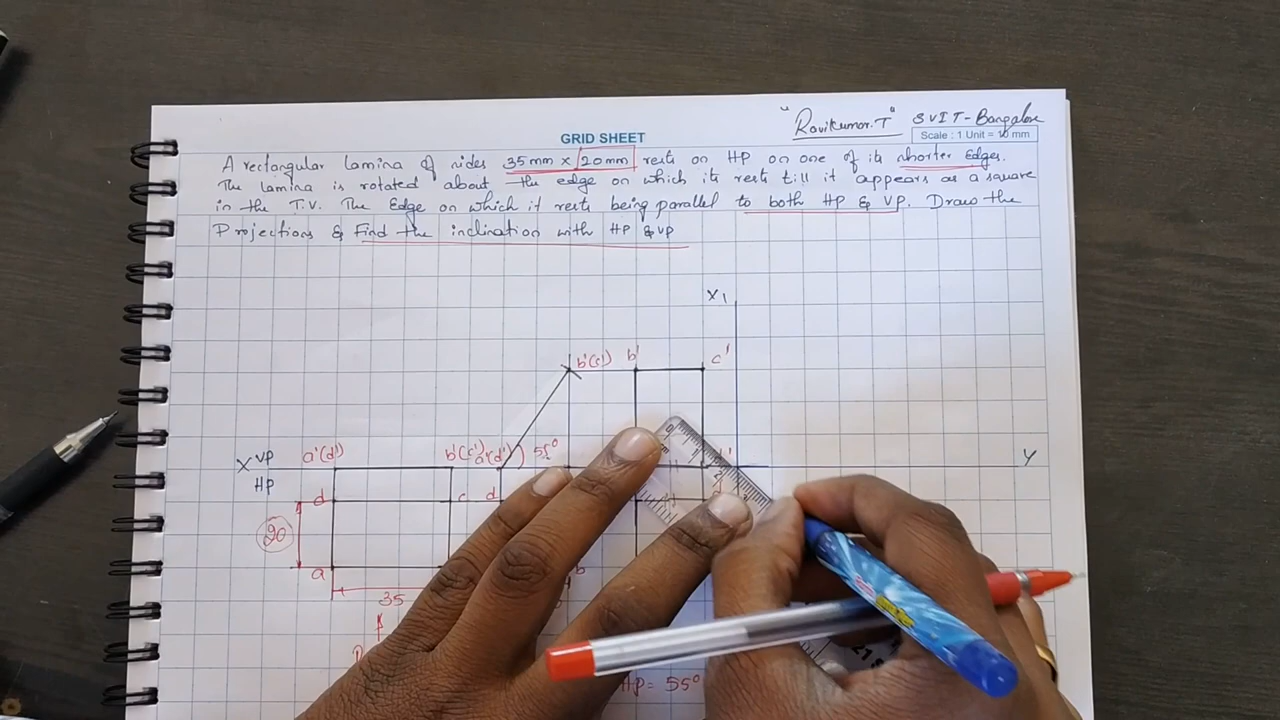 "Ravikumar.T" SVIT-Bangalore
GRID SHEET
Scale : 1 Unit = 10 mm
A rectangular lamina of sides 35mm x 20mm rests on HP on one of its shorter Edges.
The lamina is rotated about the edge on which its rests till it appears as a square
in the T.V. The Edge on which it rests being parallel to both HP & VP. Draw the
Projections & Find the inclination with HP & VP
X1
b'(c') b' c'
a'(d') b'(c') a'(d') 55°
X VP Y
HP
d c d
20
a b
35
HP = 55°